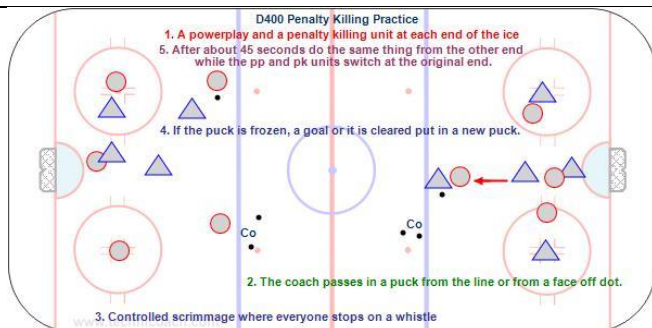 D400 Penalty Killing Practice
1. A powerplay and a penalty killing unit at each end of the ice
5. After about 45 seconds do the same thing from the other end
while the pp and pk units switch at the original end.
4. If the puck is frozen, a goal or it is cleared put in a new puck.
Co
Co
2. The coach passes in a puck from the line or from a face off dot.
3. Controlled scrimmage where everyone stops on a whistle